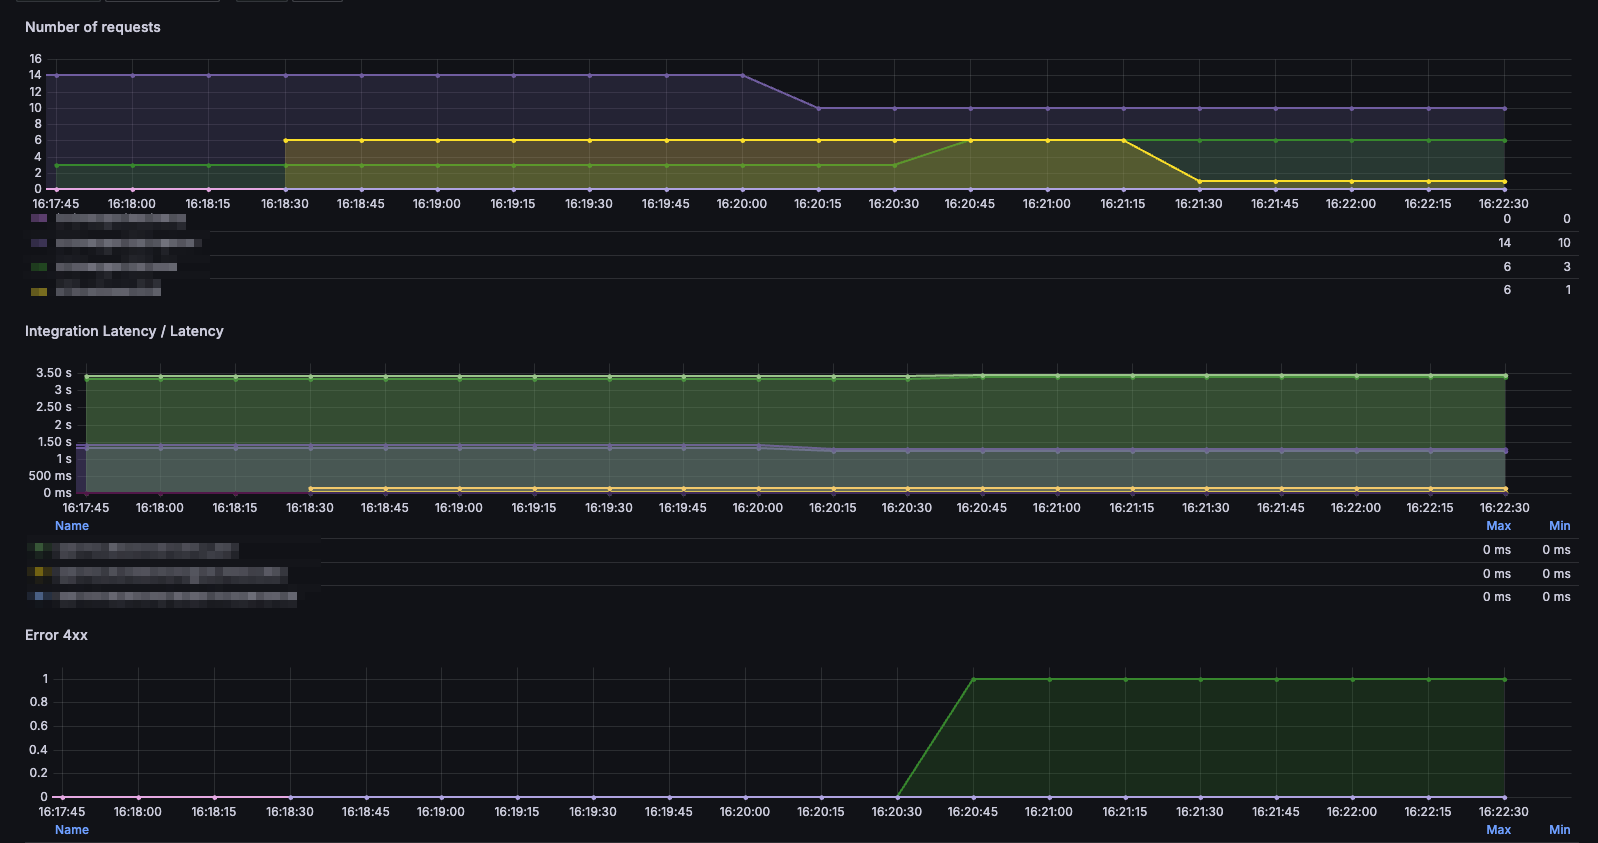 Number of requests
16
14
12
10
8
6
4
2
0
16:17:45 16:18:00 16:18:15 16:18:30 16:18:45 16:19:00 16:19:15 16:19:30 16:19:45 16:20:00 16:20:15 16:20:30 16:20:45 16:21:00 16:21:15 16:21:30 16:21:45 16:22:00 16:22:15 16:22:30
0 0
14 10
6 3
6 1
Integration Latency / Latency
3.50 s
3 s
2.50 s
2 s
1.50 s
1 s
500 ms
0 ms
16:17:45 16:18:00 16:18:15 16:18:30 16:18:45 16:19:00 16:19:15 16:19:30 16:19:45 16:20:00 16:20:15 16:20:30 16:20:45 16:21:00 16:21:15 16:21:30 16:21:45 16:22:00 16:22:15 16:22:30
Name Max Min
0 ms 0 ms
0 ms 0 ms
0 ms 0 ms
Error 4xx
1
0.8
0.6
0.4
0.2
0
16:17:45 16:18:00 16:18:15 16:18:30 16:18:45 16:19:00 16:19:15 16:19:30 16:19:45 16:20:00 16:20:15 16:20:30 16:20:45 16:21:00 16:21:15 16:21:30 16:21:45 16:22:00 16:22:15 16:22:30
Name Max Min